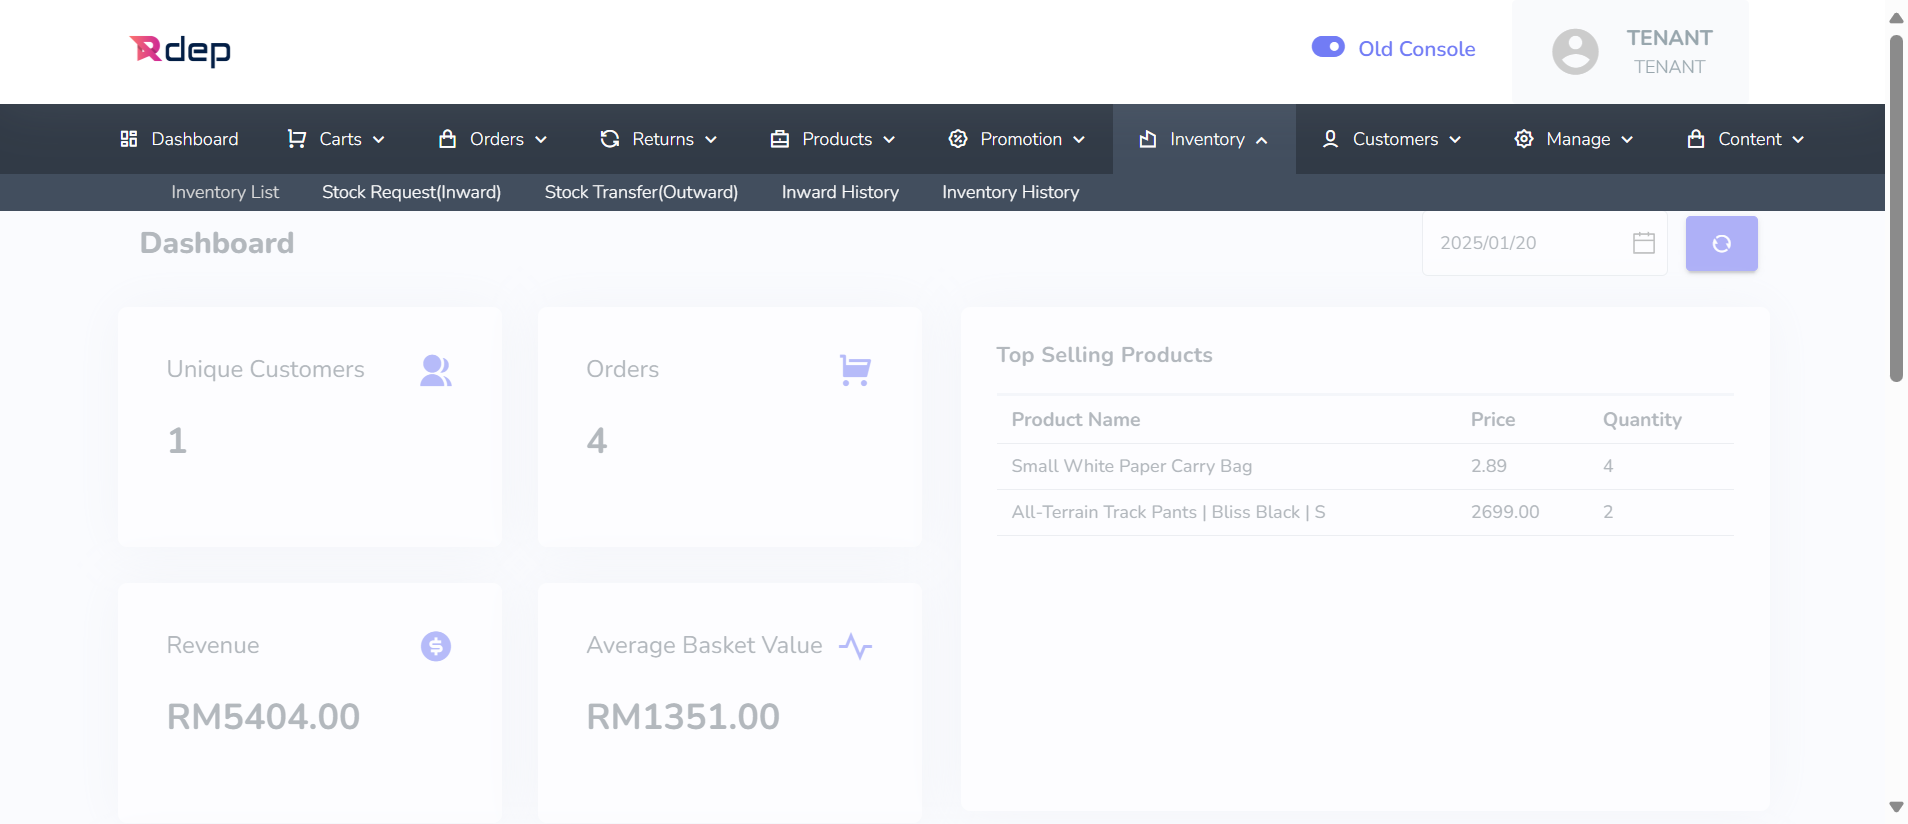 Rdep
Old Console
TENANT
TENANT
Dashboard Carts Orders Returns Products Promotion Inventory Customers Manage Content
Inventory List Stock Request(Inward) Stock Transfer(Outward) Inward History Inventory History
Dashboard
2025/01/20
Unique Customers
1
Orders
4
Top Selling Products
Product Name Price Quantity
Small White Paper Carry Bag 2.89 4
All-Terrain Track Pants | Bliss Black | S 2699.00 2
Revenue
RM5404.00
Average Basket Value
RM1351.00